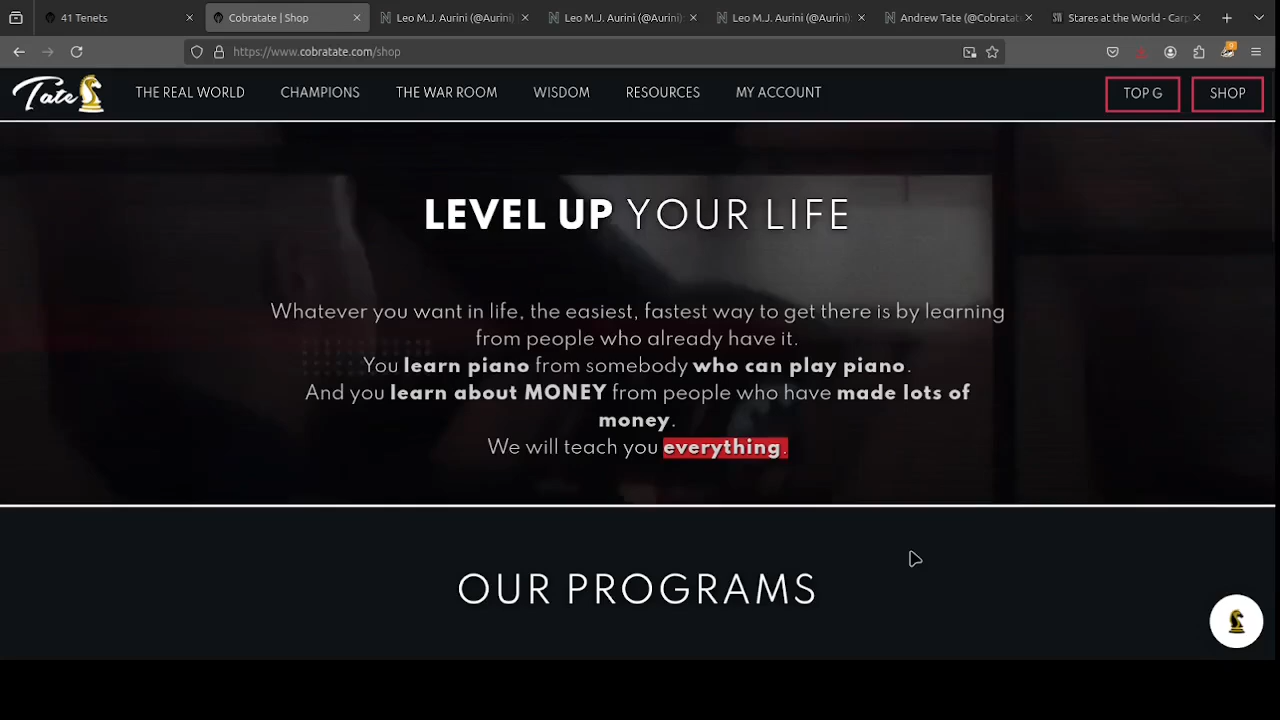 41 Tenets
Cobratate | Shop
Leo M.J. Aurini (@Aurini)
Leo M.J. Aurini (@Aurini)
Leo M.J. Aurini (@Aurini)
Andrew Tate (@Cobratat
Stares at the World - Carp
https://www.cobratate.com/shop
Tate
THE REAL WORLD
CHAMPIONS
THE WAR ROOM
WISDOM
RESOURCES
MY ACCOUNT
TOP G
SHOP
LEVEL UP YOUR LIFE
Whatever you want in life, the easiest, fastest way to get there is by learning
from people who already have it.
You learn piano from somebody who can play piano.
And you learn about MONEY from people who have made lots of
money.
We will teach you everything.
OUR PROGRAMS